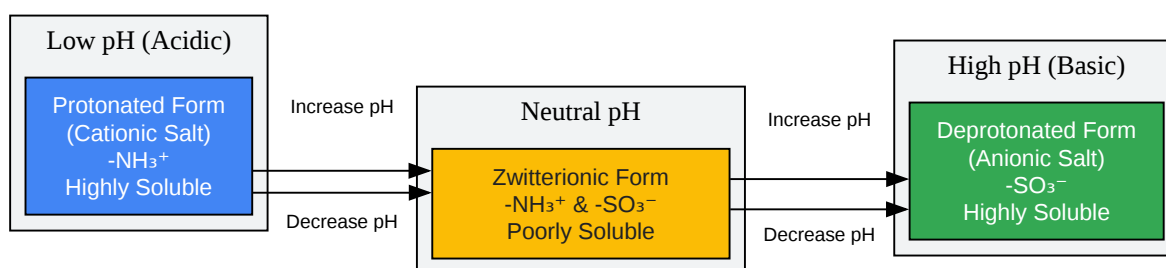 Low pH (Acidic)
Protonated Form
(Cationic Salt)
-NH₃⁺
Highly Soluble
Increase pH
Decrease pH
Neutral pH
Zwitterionic Form
-NH₃⁺ & -SO₃⁻
Poorly Soluble
Increase pH
Decrease pH
High pH (Basic)
Deprotonated Form
(Anionic Salt)
-SO₃⁻
Highly Soluble